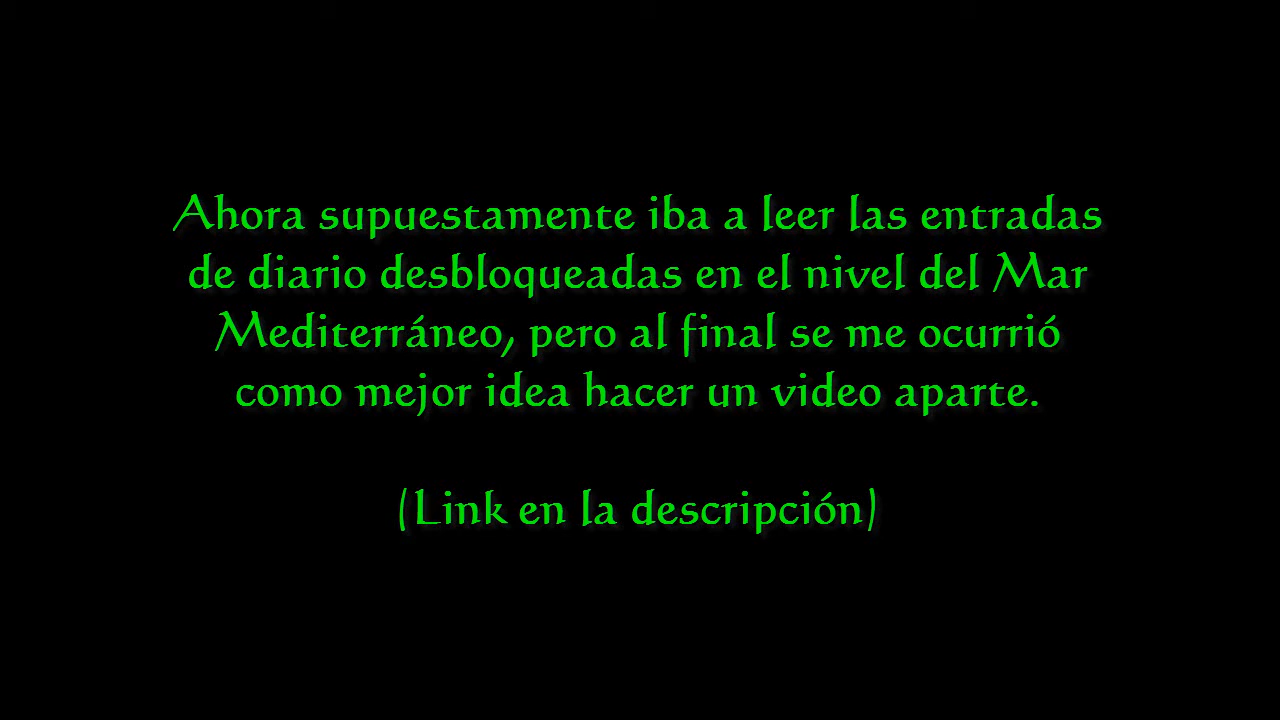 Ahora supuestamente iba a leer las entradas
de diario desbloqueadas en el nivel del Mar
Mediterráneo, pero al final se me ocurrió
como mejor idea hacer un video aparte.
(Link en la descripción)